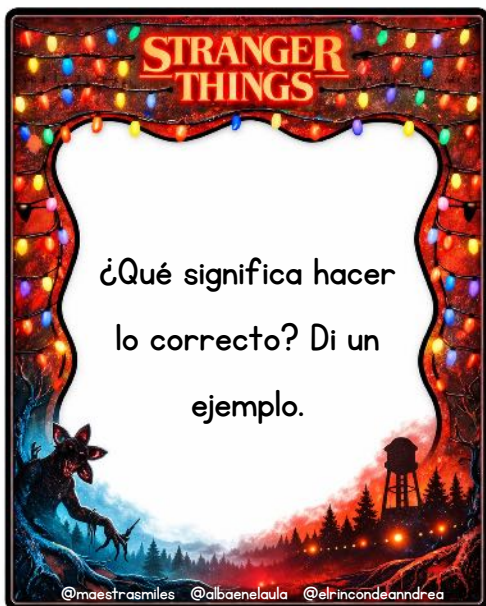 STRANGER
THINGS
¿Qué significa hacer
lo correcto? Di un
ejemplo.
@maestrasmiles @albaenelaula @elrincondeanndrea